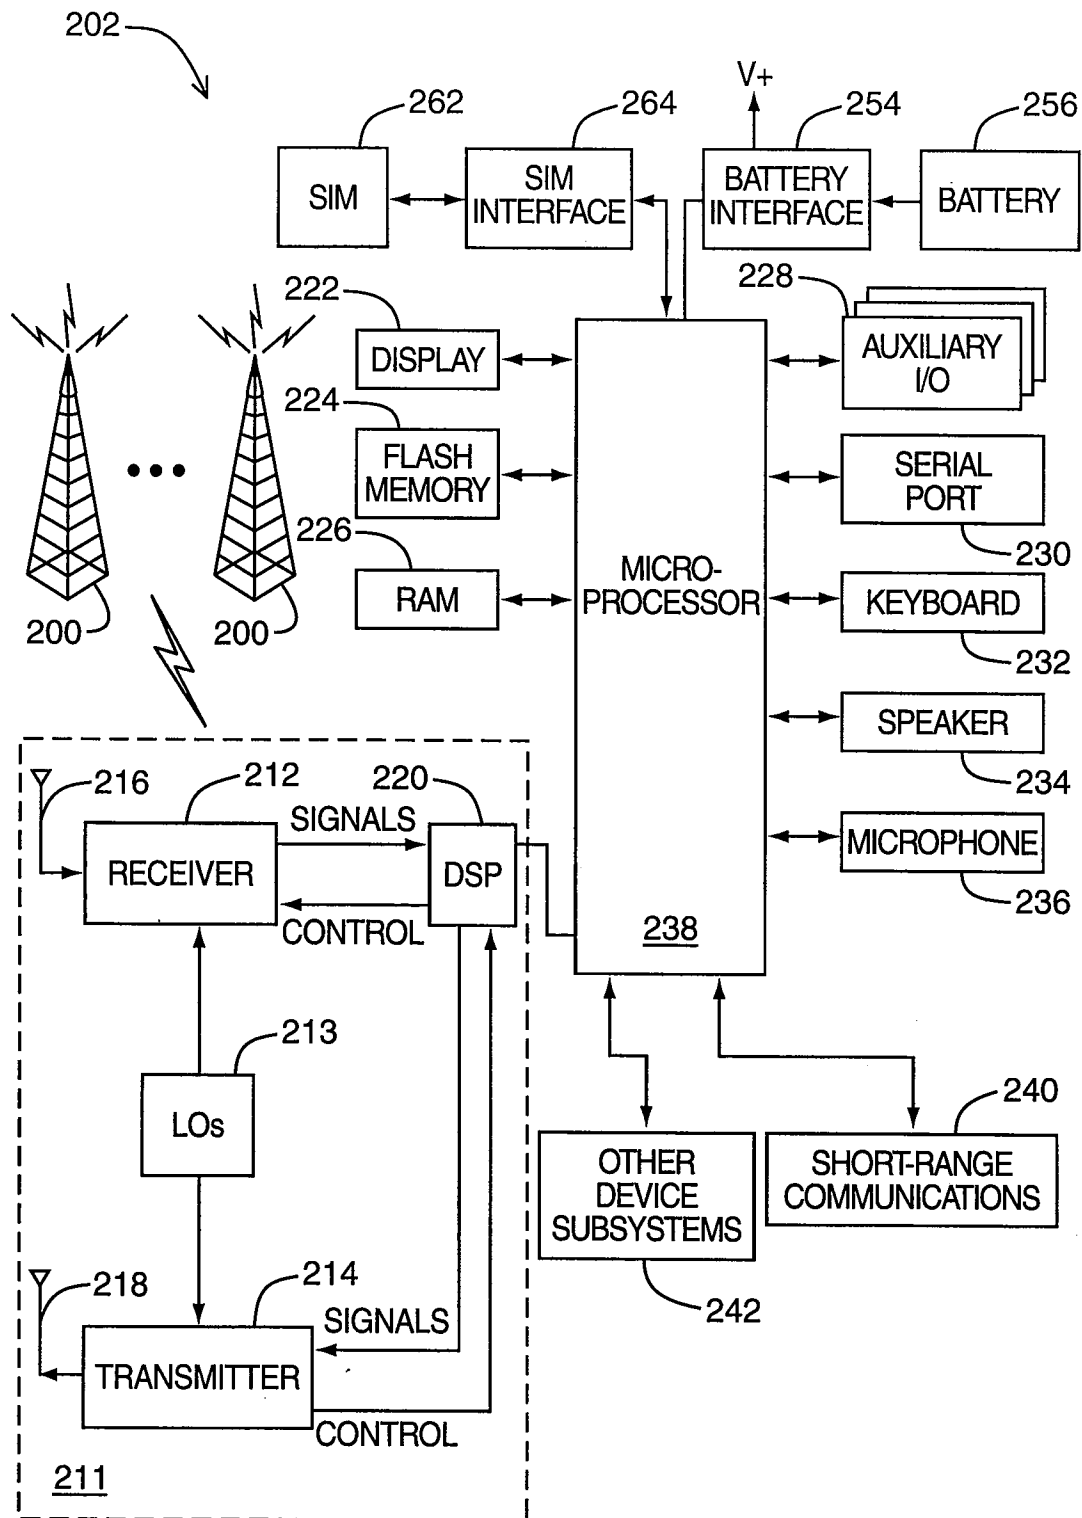 202
V+
262
264
254
256
SIM
SIM
INTERFACE
BATTERY
INTERFACE
BATTERY
222
228
DISPLAY
AUXILIARY
I/O
224
FLASH
MEMORY
SERIAL
PORT
226
230
RAM
MICRO-
PROCESSOR
KEYBOARD
200
200
232
SPEAKER
234
216
212
220
SIGNALS
MICROPHONE
RECEIVER
DSP
236
CONTROL
238
213
LOs
240
OTHER
DEVICE
SUBSYSTEMS
SHORT-RANGE
COMMUNICATIONS
218
214
242
SIGNALS
TRANSMITTER
CONTROL
211